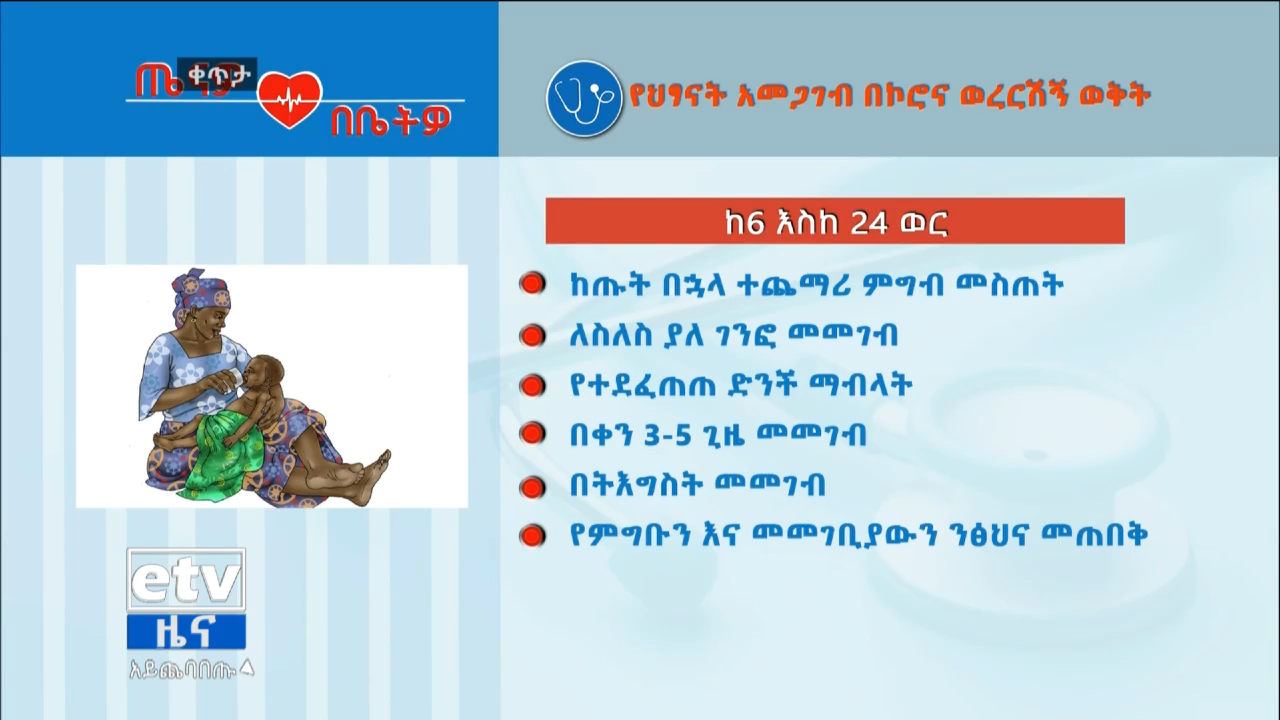 ቀጥታ
በቤትዎ
የህፃናት አመጋገብ በኮሮና ወረርሽኝ ወቅት
ከ6 እስከ 24 ወር
ከጡት በኋላ ተጨማሪ ምግብ መስጠት
ለስለስ ያለ ገንፎ መመገብ
የተደፈጠጠ ድንች ማብላት
በቀን 3-5 ጊዜ መመገብ
በትእግስት መመገብ
የምግቡን እና መመገቢያውን ንፅህና መጠበቅ
etv
ዜና
አይጨባበጡ